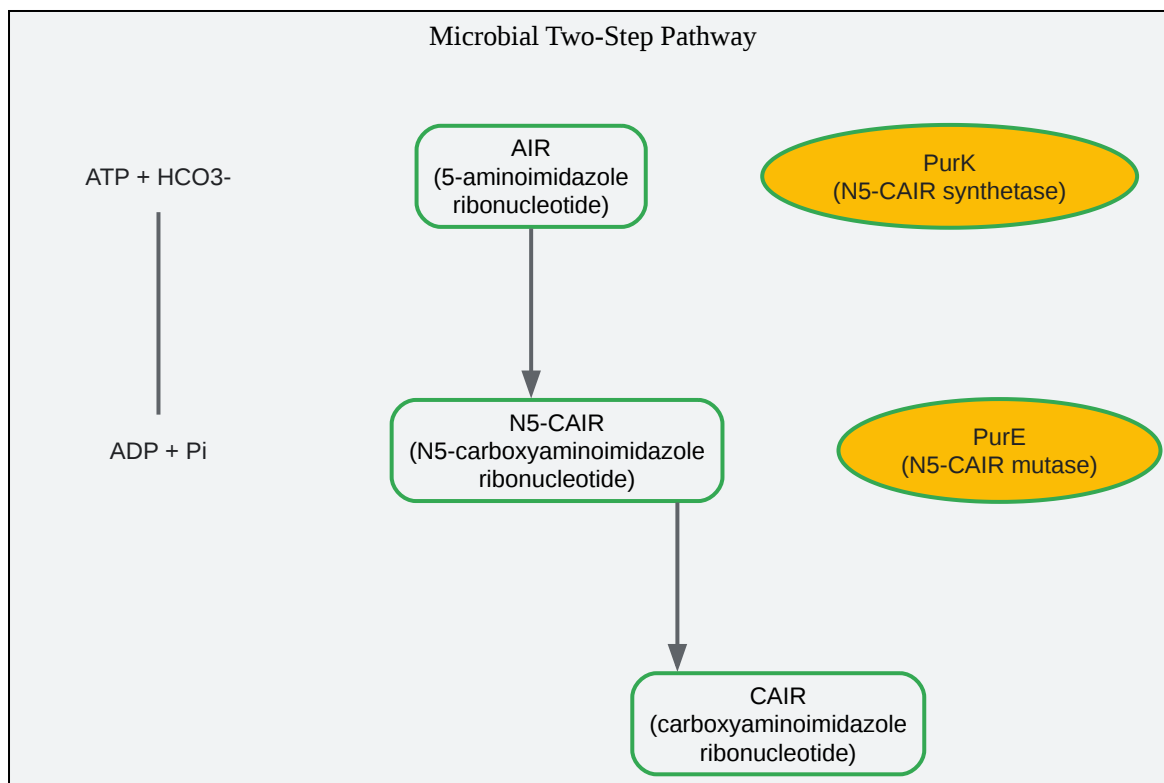 Microbial Two-Step Pathway
ATP + HCO3-
AIR
(5-aminoimidazole
ribonucleotide)
PurK
(N5-CAIR synthetase)
ADP + Pi
N5-CAIR
(N5-carboxyaminoimidazole
ribonucleotide)
PurE
(N5-CAIR mutase)
CAIR
(carboxyaminoimidazole
ribonucleotide)